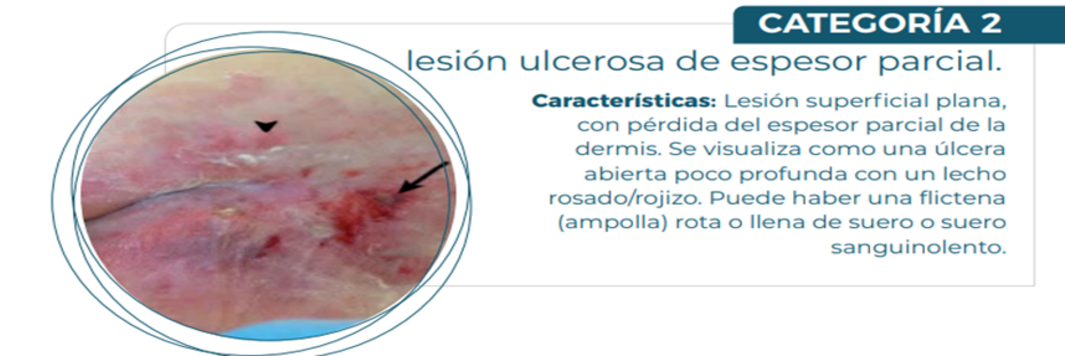 CATEGORÍA 2
lesión ulcerosa de espesor parcial.
Características: Lesión superficial plana,
con pérdida del espesor parcial de la
dermis. Se visualiza como una úlcera
abierta poco profunda con un lecho
rosado/rojizo. Puede haber una flictena
(ampolla) rota o llena de suero o suero
sanguinolento.